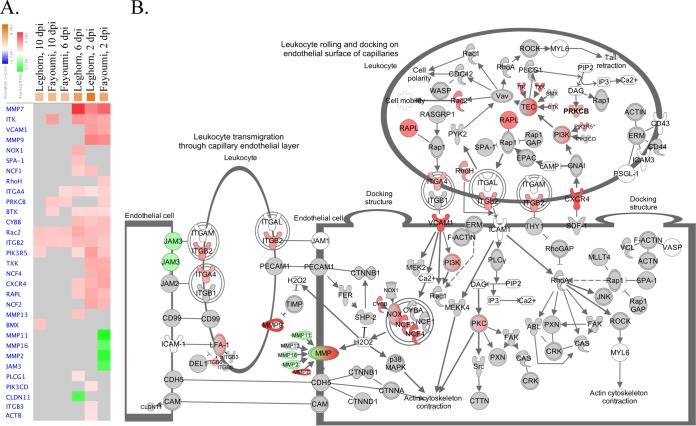 A.
B.
Leghorn, 10 dpi
Fayoumi, 10 dpi
Fayoumi, 6 dpi
Leghorn, 6 dpi
Leghorn, 2 dpi
Fayoumi, 2 dpi
MMP7
ITK
VCAM1
MMP9
NOX1
SPA-1
NCF1
RhoH
ITGA4
PRKCB
BTK
CYBB
Rac2
ITGB2
PIK3R5
TXK
NCF4
CXCR4
RAPL
NCF2
MMP13
BMX
MMP11
MMP16
MMP2
JAM3
PLCG1
PIK3CD
CLDN11
ITGB3
ACTB
Leukocyte rolling and docking on
endothelial surface of capillaries
Leukocyte
Rac1
Cell
polarity
CDC42
WASP
Cell mobility
Rac2
Vav
RhoA
ROCK
MYL6
Tail
retraction
PLCG1
PIP2
IP3
Ca2+
DAG
PRKCB
Rap1
TEC
BMX
BTK
RASGRP1
RAPL
Rap1
PYK2
RAPL
SPA-1
Rap1
Rap1
GAP
EPAC
cAMP
PI3K
GNAI
ACTIN
ERM
CD43
CD44
ICAM3
PSGL-1
RhoH
ITGA4
ITGB1
ITGAL
ITGB2
ITGAM
ITGB2
CXCR4
Docking
structure
Docking
structure
VCAM1
ERM
ICAM1
THY1
SDF-1
Leukocyte transmigration
through capillary endothelial layer
Leukocyte
Endothelial cell
Endothelial cell
ITGAM
ITGB2
ITGA4
ITGB1
ITGAL
ITGB2
JAM3
JAM3
JAM2
CD99
CD99
ICAM-1
LFA-1
DEL1
ITGB3
CDH5
CAM
CLDN11
JAM1
PECAM1
PECAM1
H2O2
TIMP
MMP9
MMP11
MMP13
MMP16
MMP2
MMP
CDH5
CAM
CTNNB1
FER
SHP-2
H2O2
NOX1
CYBB
CYBA
NOX
NCF1
NCF2
NCF4
p38
MAPK
CTNNB1
CTNNA
CTNND1
F-ACTIN
PI3K
MEK2
Ca2+
Rac1
MEKK4
PLCγ
DAG
PIP2
IP3
Ca2+
PKC
FAK
PXN
Src
CAS
CRK
CTTN
Actin cytoskeleton
contraction
RhoGAP
RhoA
MLLT4
JNK
Rap1
SPA-1
Rap1
GAP
VCL
F-ACTIN
VASP
ACTN
ABL
PXN
FAK
CRK
CAS
ROCK
MYL6
Actin cytoskeleton
contraction